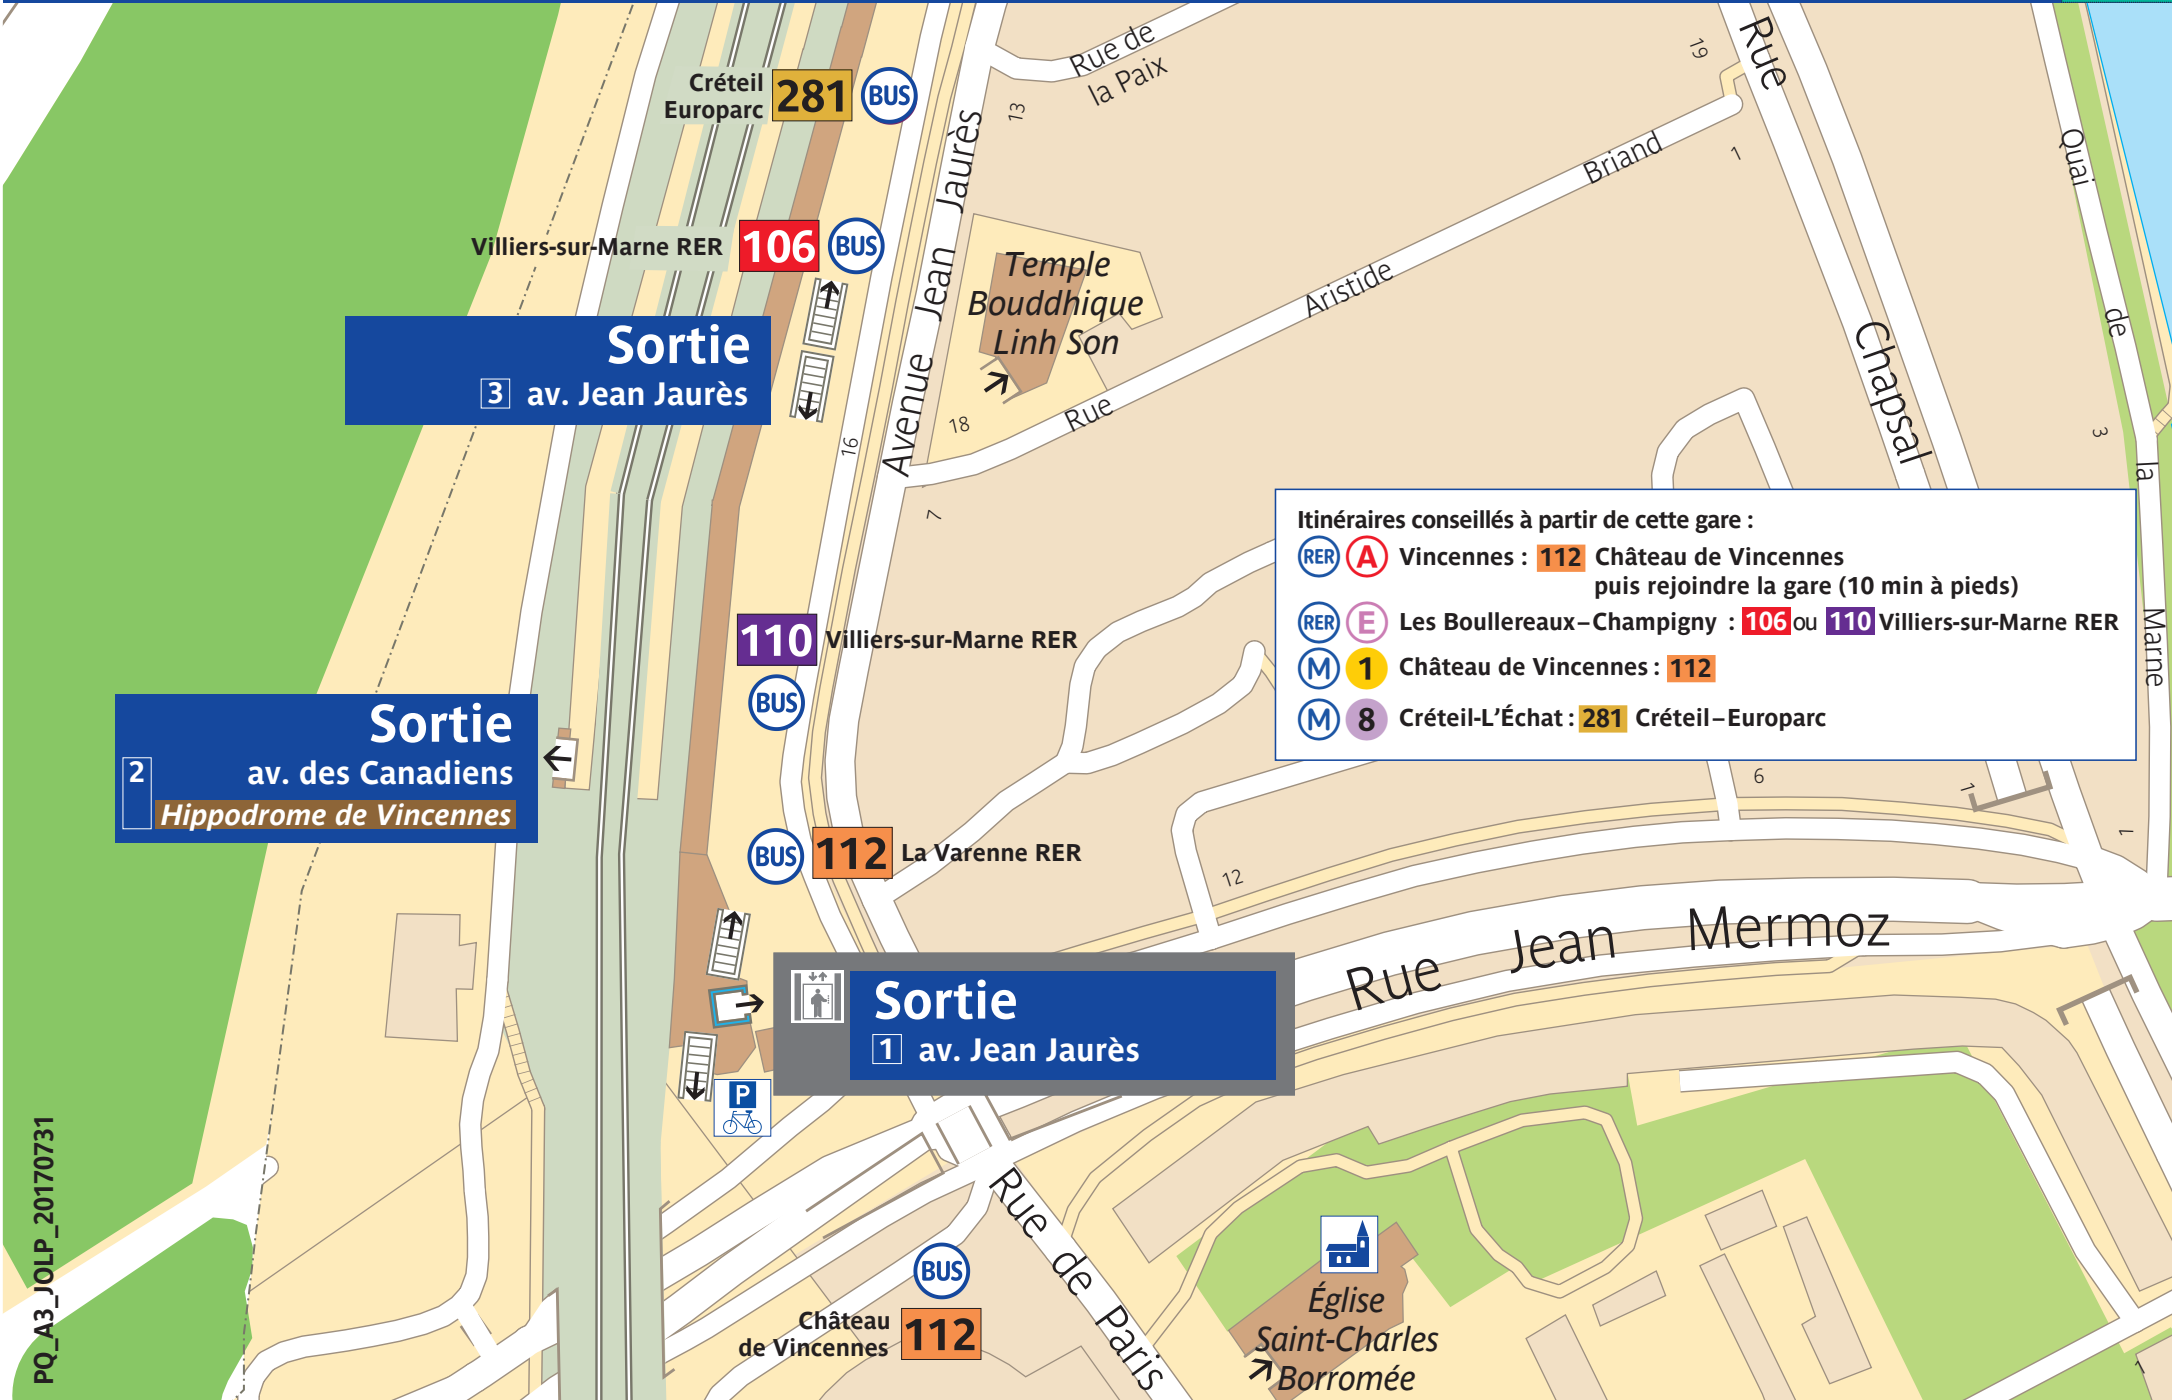 Créteil
Europarc
281
BUS
Rue de
la Paix
13
19
Rue
Chapsal
1
Briand
Aristide
Rue
Quai
de
la
Marne
3
Villiers-sur-Marne RER
106
BUS
Avenue Jean Jaurès
Temple
Bouddhique
Linh Son
18
16
7
Sortie
3 av. Jean Jaurès
Itinéraires conseillés à partir de cette gare :
RER A Vincennes : 112 Château de Vincennes
puis rejoindre la gare (10 min à pieds)
RER E Les Boullereaux–Champigny : 106 ou 110 Villiers-sur-Marne RER
M 1 Château de Vincennes : 112
M 8 Créteil-L'Échat : 281 Créteil–Europarc
110
Villiers-sur-Marne RER
BUS
Sortie
2 av. des Canadiens
Hippodrome de Vincennes
BUS
112
La Varenne RER
6
1
1
12
Rue Jean Mermoz
Sortie
1 av. Jean Jaurès
P
Rue de Paris
BUS
Château
de Vincennes
112
Église
Saint-Charles
Borromée
1
PQ_A3_JOLP_20170731